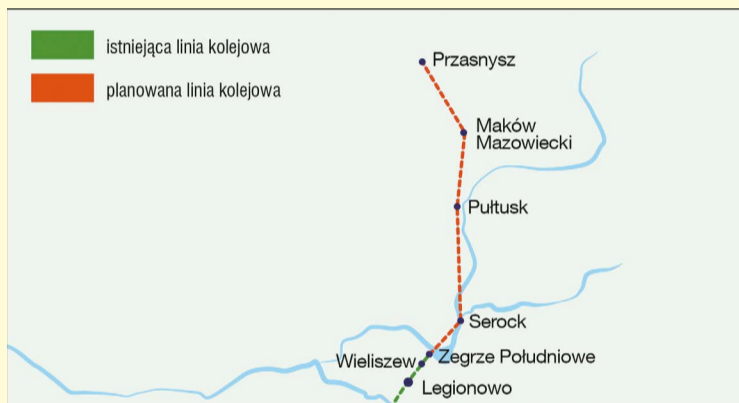 istniejąca linia kolejowa
planowana linia kolejowa
Przasnysz
Maków
Mazowiecki
Pułtusk
Serock
Zegrze Południowe
Wieliszew
Legionowo